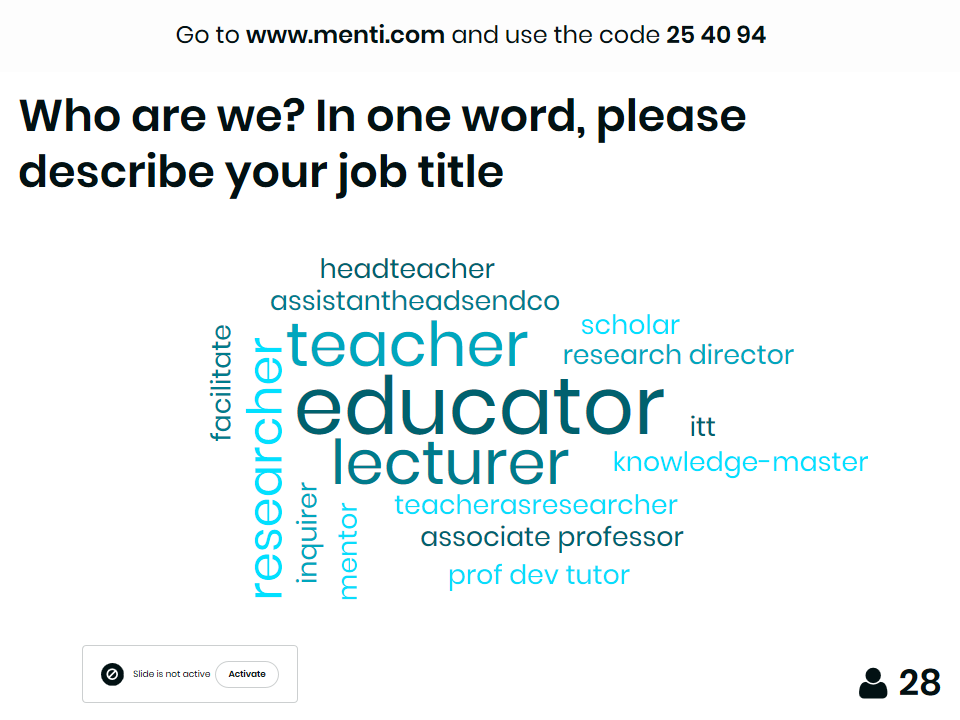 Go to www.menti.com and use the code 25 40 94
Who are we? In one word, please
describe your job title
headteacher
assistantheadsendco
scholar
teacher
research director
facilitate
researcher
educator
itt
lecturer
knowledge-master
inquirer
mentor
teacherasresearcher
associate professor
prof dev tutor
Slide is not active Activate
28